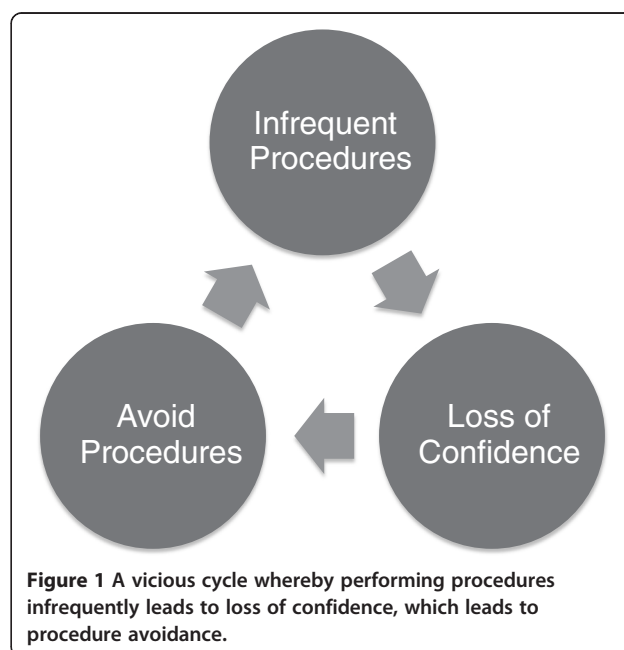 Infrequent
Procedures
Avoid
Procedures
Loss of
Confidence
Figure 1 A vicious cycle whereby performing procedures
infrequently leads to loss of confidence, which leads to
procedure avoidance.